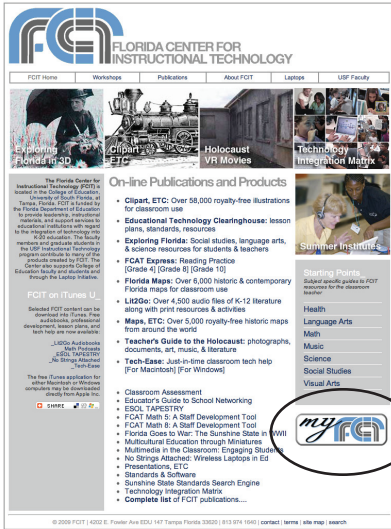 FCIT
FLORIDA CENTER FOR
INSTRUCTIONAL TECHNOLOGY
FCIT Home
Workshops
Publications
About FCIT
Laptops
USF Faculty
Exploring
Florida in 3D
Clipart
ETC
Holocaust
VR Movies
Technology
Integration Matrix
The Florida Center for
Instructional Technology (FCIT) is
located in the College of Education,
University of South Florida, at
Tampa, Florida. FCIT is funded by
the Florida Department of Education
to provide leadership, instructional
materials, and support services to
educational institutions with regard
to the integration of technology into
K-20 education. The faculty
members and graduate students in
the USF Instructional Technology
program contribute to many of the
products created by FCIT. The
Center also supports College of
Education faculty and students and
through the Laptop Initiative.
FCIT on iTunes U_
Selected FCIT content can be
download into iTunes. Free
audiobooks, professional
development, lesson plans, and
tech help are now available:
_Lit2Go Audiobooks
_Math Podcasts
_ESOL TAPESTRY
_No Strings Attached
_Tech-Ease
The free iTunes application for
either Macintosh or Windows
computers may be downloaded
directly from Apple Inc.
SHARE
On-line Publications and Products
Clipart, ETC: Over 58,000 royalty-free illustrations
for classroom use
Educational Technology Clearinghouse: lesson
plans, standards, resources
Exploring Florida: Social studies, language arts,
& science resources for students & teachers
FCAT Express: Reading Practice
[Grade 4] [Grade 8] [Grade 10]
Florida Maps: Over 6,000 historic & contemporary
Florida maps for classroom use
Lit2Go: Over 4,500 audio files of K-12 literature
along with print resources & activities
Maps, ETC: Over 5,000 royalty-free historic maps
from around the world
Teacher's Guide to the Holocaust: photographs,
documents, art, music, & literature
Tech-Ease: Just-in-time classroom tech help
[For Macintosh] [For Windows]
Classroom Assessment
Educator's Guide to School Networking
ESOL TAPESTRY
FCAT Math 5: A Staff Development Tool
FCAT Math 8: A Staff Development Tool
Florida Goes to War: The Sunshine State in WWII
Multicultural Education through Miniatures
Multimedia in the Classroom: Engaging Students
No Strings Attached: Wireless Laptops in Ed
Presentations, ETC
Standards & Software
Sunshine State Standards Search Engine
Technology Integration Matrix
Complete list of FCIT publications....
Summer Institutes
Starting Points_
Subject specific guides to FCIT
resources for the classroom
teacher
Health
Language Arts
Math
Music
Science
Social Studies
Visual Arts
my FCIT
© 2009 FCIT | 4202 E. Fowler Ave EDU 147 Tampa Florida 33620 | 813 974 1640 | contact | terms | site map | search